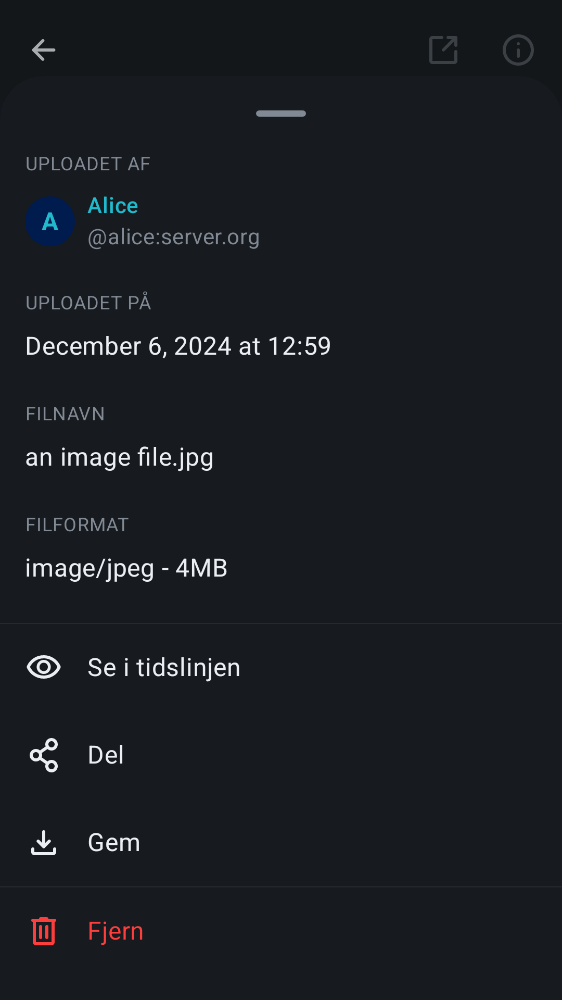 UPLOADET AF
A
Alice
@alice:server.org
UPLOADET PÅ
December 6, 2024 at 12:59
FILNAVN
an image file.jpg
FILFORMAT
image/jpeg - 4MB
Se i tidslinjen
Del
Gem
Fjern